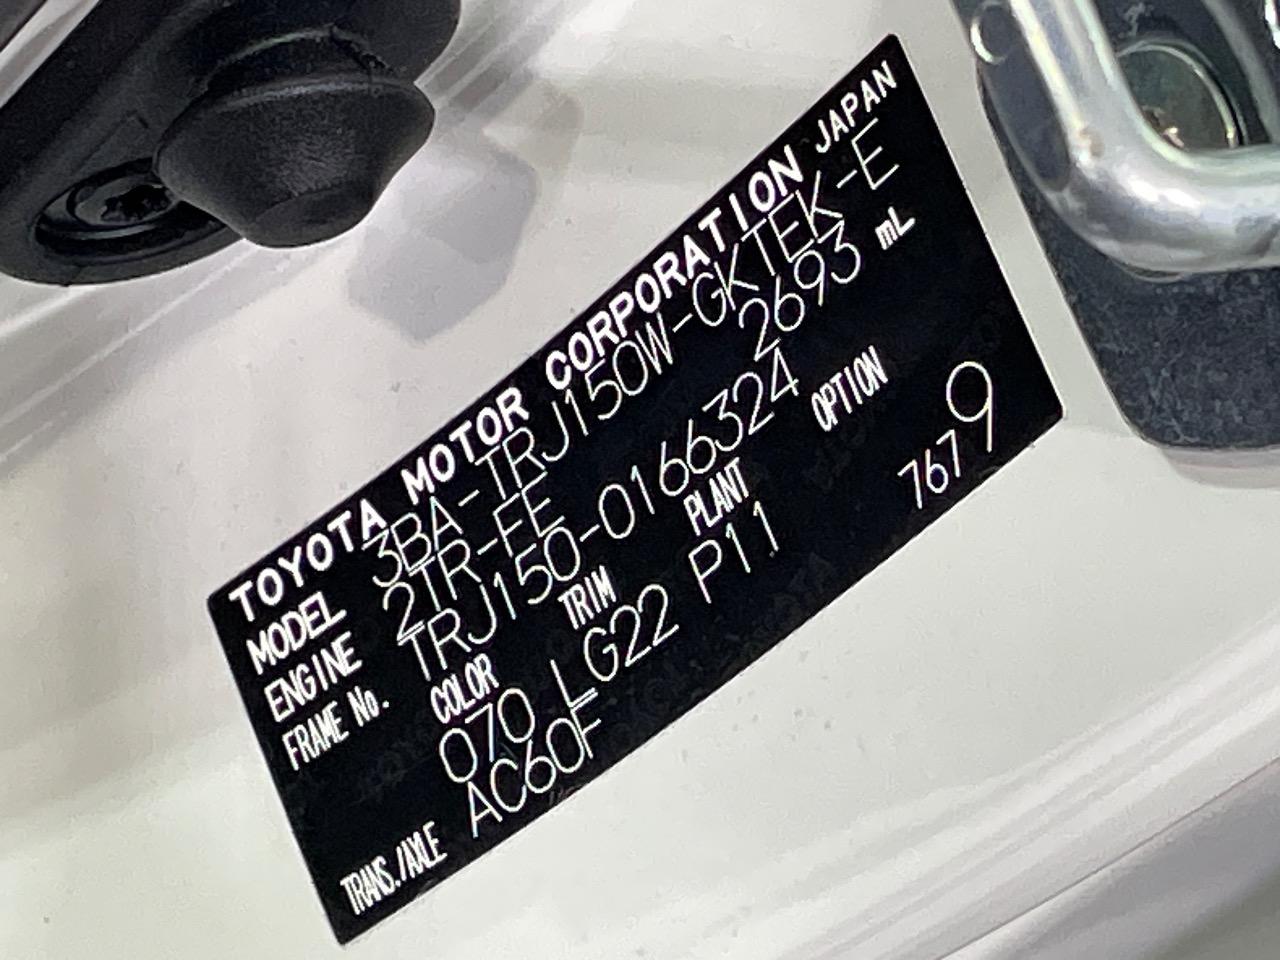 TOYOTA MOTOR CORPORATION JAPAN
MODEL 3BA-TRJ150W-GKTEK-E
ENGINE 2TR-FE 2693 mL
FRAME No. TRJ150-0166324
COLOR TRIM PLANT OPTION
070 LG22 P11
TRANS./AXLE AC60F
7679